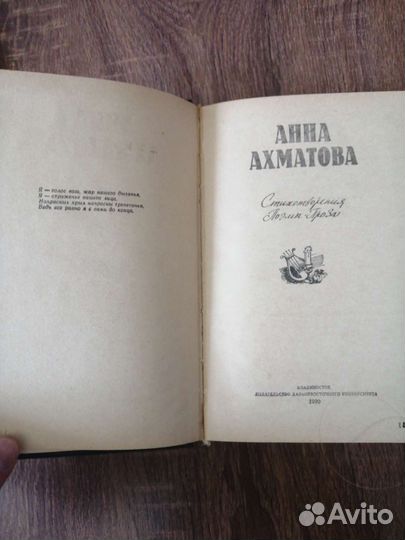 Я — голос ваш, жар вашего дыханья,
Я — отраженье вашего лица.
Напрасных крыл напрасны трепетанья,
Ведь все равно я с вами до конца.
АННА
АХМАТОВА
Стихотворения
Поэмы Проза
ВЛАДИВОСТОК
ИЗДАТЕЛЬСТВО ДАЛЬНЕВОСТОЧНОГО УНИВЕРСИТЕТА
1990
Avito